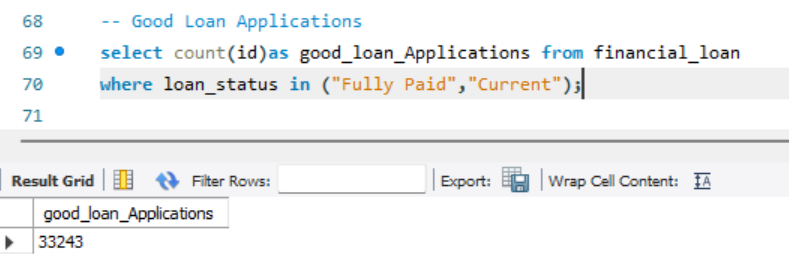 68 -- Good Loan Applications
69 select count(id)as good_loan_Applications from financial_loan
70 where loan_status in ("Fully Paid","Current");
71
Result Grid Filter Rows: Export: Wrap Cell Content: IA
good_loan_Applications
33243